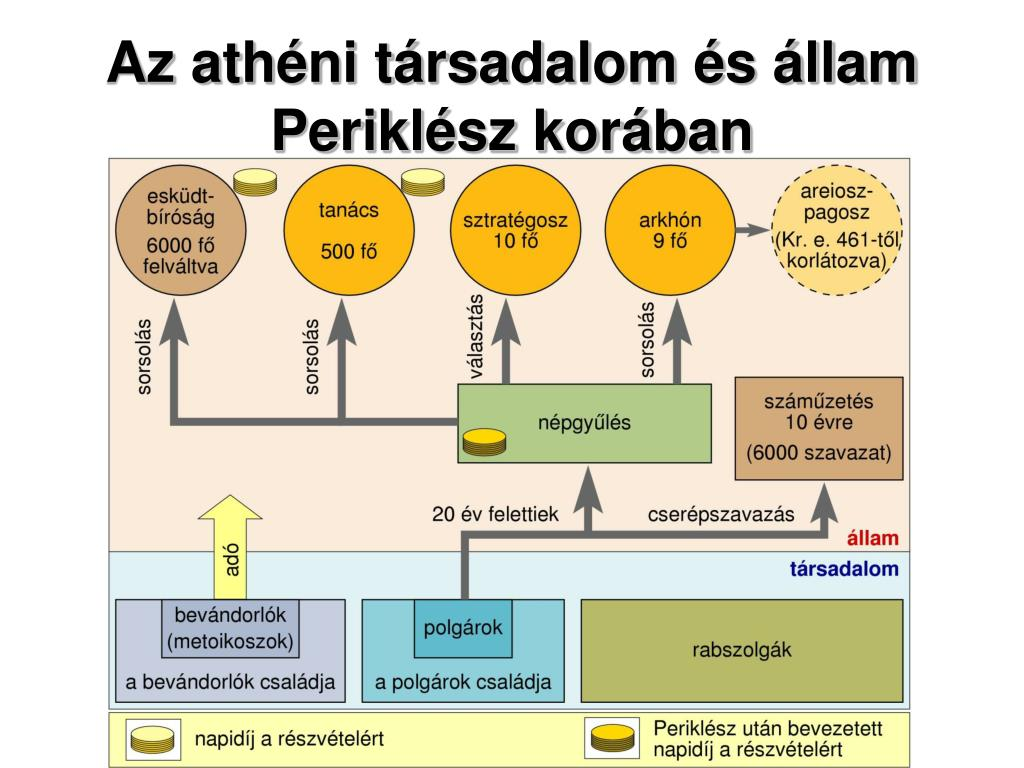 Az athéni társadalom és állam
Periklész korában
esküdt-
bíróság
6000 fő
felváltva
tanács
500 fő
sztratégosz
10 fő
arkhón
9 fő
areiosz-
pagosz
(Kr. e. 461-től
korlátozva)
sorsolás
sorsolás
választás
sorsolás
népgyűlés
száműzetés
10 évre
(6000 szavazat)
20 év felettiek
cserépszavazás
állam
társadalom
adó
bevándorlók
(metoikoszok)
a bevándorlók családja
polgárok
a polgárok családja
rabszolgák
napidíj a részvételért
Periklész után bevezetett
napidíj a részvételért